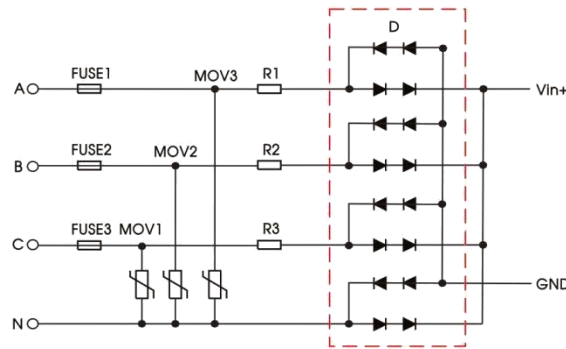 D
FUSE1
MOV3
R1
A
Vin+
FUSE2
MOV2
R2
B
FUSE3
MOV1
R3
C
GND
N